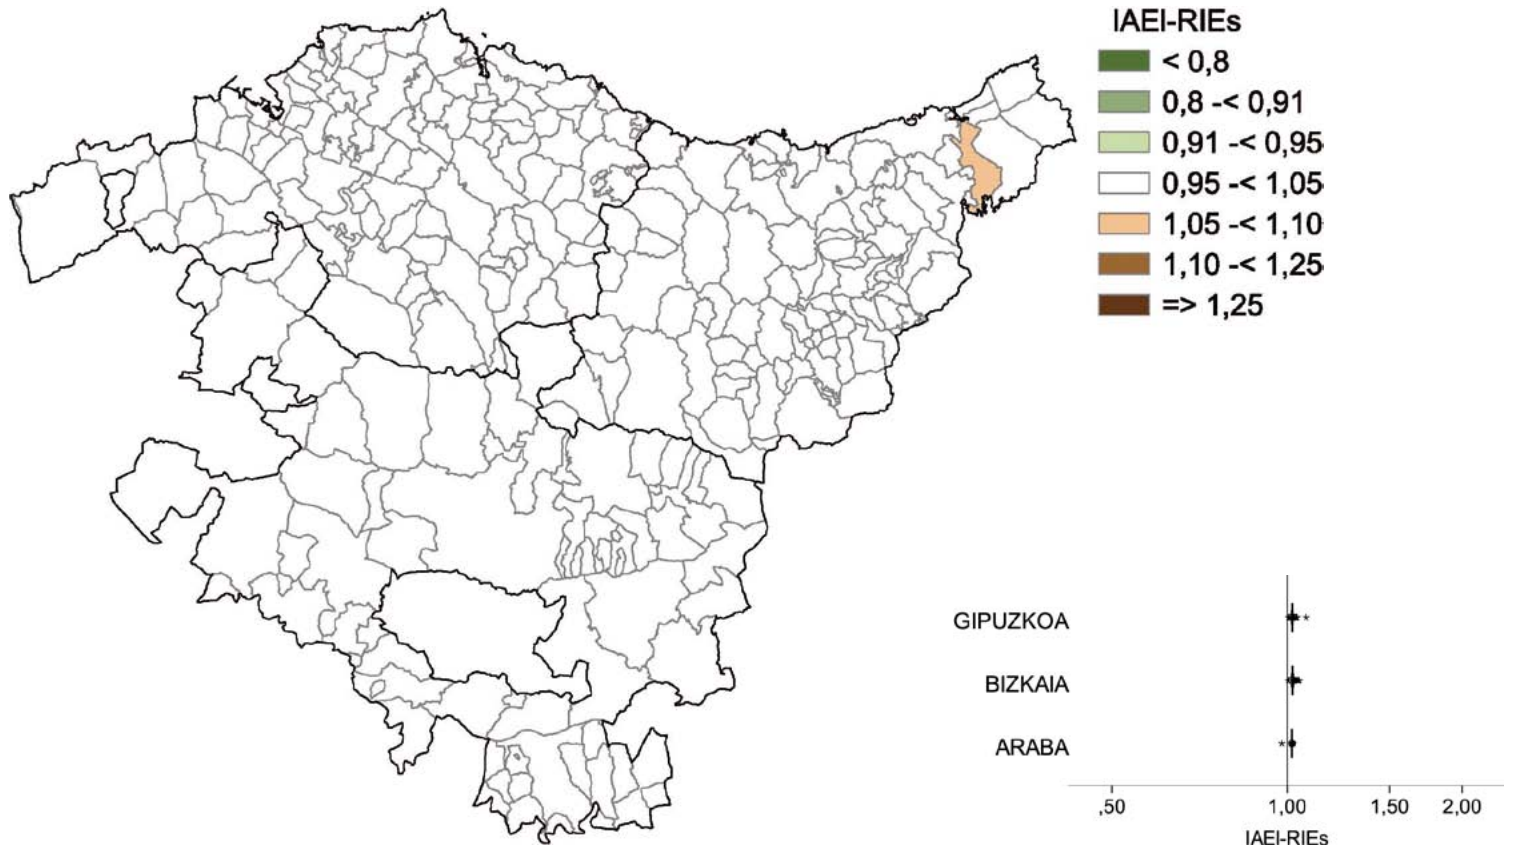 IAEI-RIEs
< 0,8
0,8 -< 0,91
0,91 -< 0,95
0,95 -< 1,05
1,05 -< 1,10
1,10 -< 1,25
=> 1,25
GIPUZKOA
BIZKAIA
ARABA
,50 1,00 1,50 2,00
IAEI-RIEs